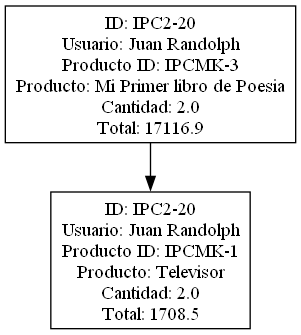 ID: IPC2-20
Usuario: Juan Randolph
Producto ID: IPCMK-3
Producto: Mi Primer libro de Poesia
Cantidad: 2.0
Total: 17116.9
ID: IPC2-20
Usuario: Juan Randolph
Producto ID: IPCMK-1
Producto: Televisor
Cantidad: 2.0
Total: 1708.5